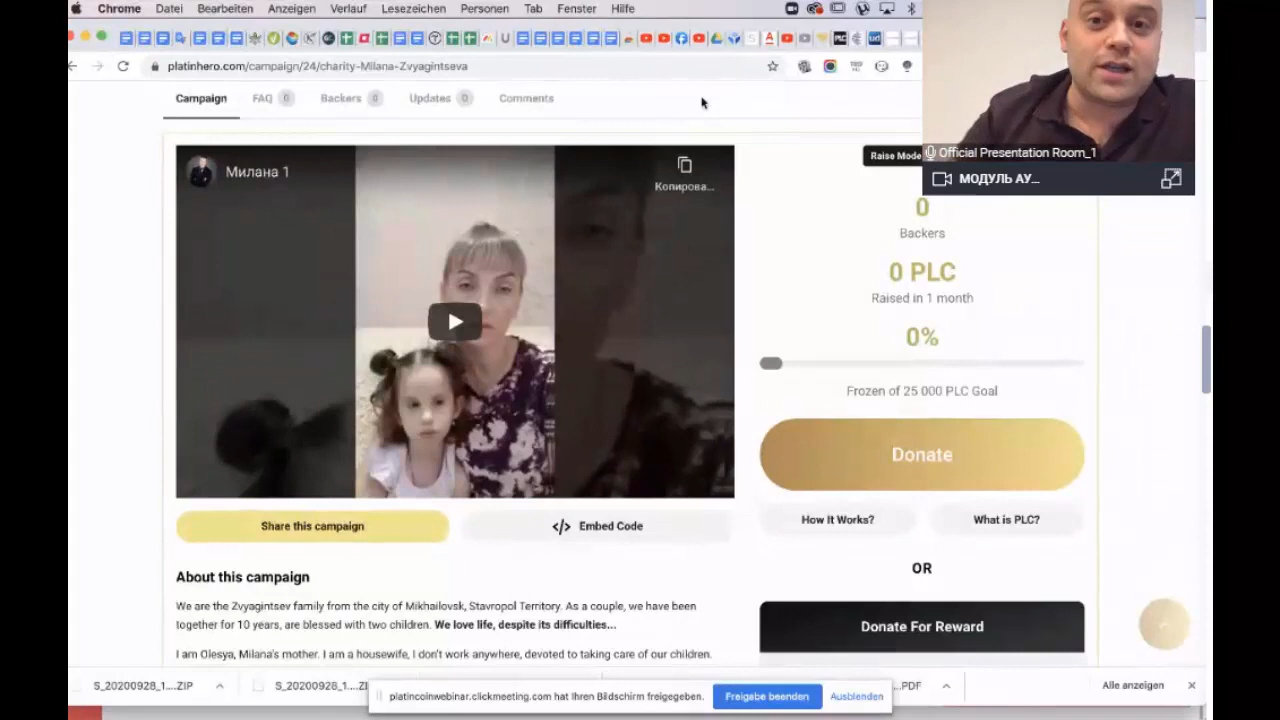 Chrome Datei Bearbeiten Anzeigen Verlauf Lesezeichen Personen Tab Fenster Hilfe
platinhero.com/campaign/24/charity-Milana-Zvyagintseva
Campaign FAQ 0 Backers 0 Updates 0 Comments
Милана 1
Копирова...
Raise Mode
Official Presentation Room_1
МОДУЛЬ АУ...
0
Backers
0 PLC
Raised in 1 month
0%
Frozen of 25 000 PLC Goal
Donate
How It Works? What is PLC?
OR
Donate For Reward
Share this campaign </> Embed Code
About this campaign
We are the Zvyagintsev family from the city of Mikhailovsk, Stavropol Territory. As a couple, we have been
together for 10 years, are blessed with two children. We love life, despite its difficulties...
I am Olesya, Milana's mother. I am a housewife, I don't work anywhere, devoted to taking care of our children.
S_20200928_1....ZIP S_20200928_1....ZI ...PDF Alle anzeigen
platincoinwebinar.clickmeeting.com hat Ihren Bildschirm freigegeben. Freigabe beenden Ausblenden